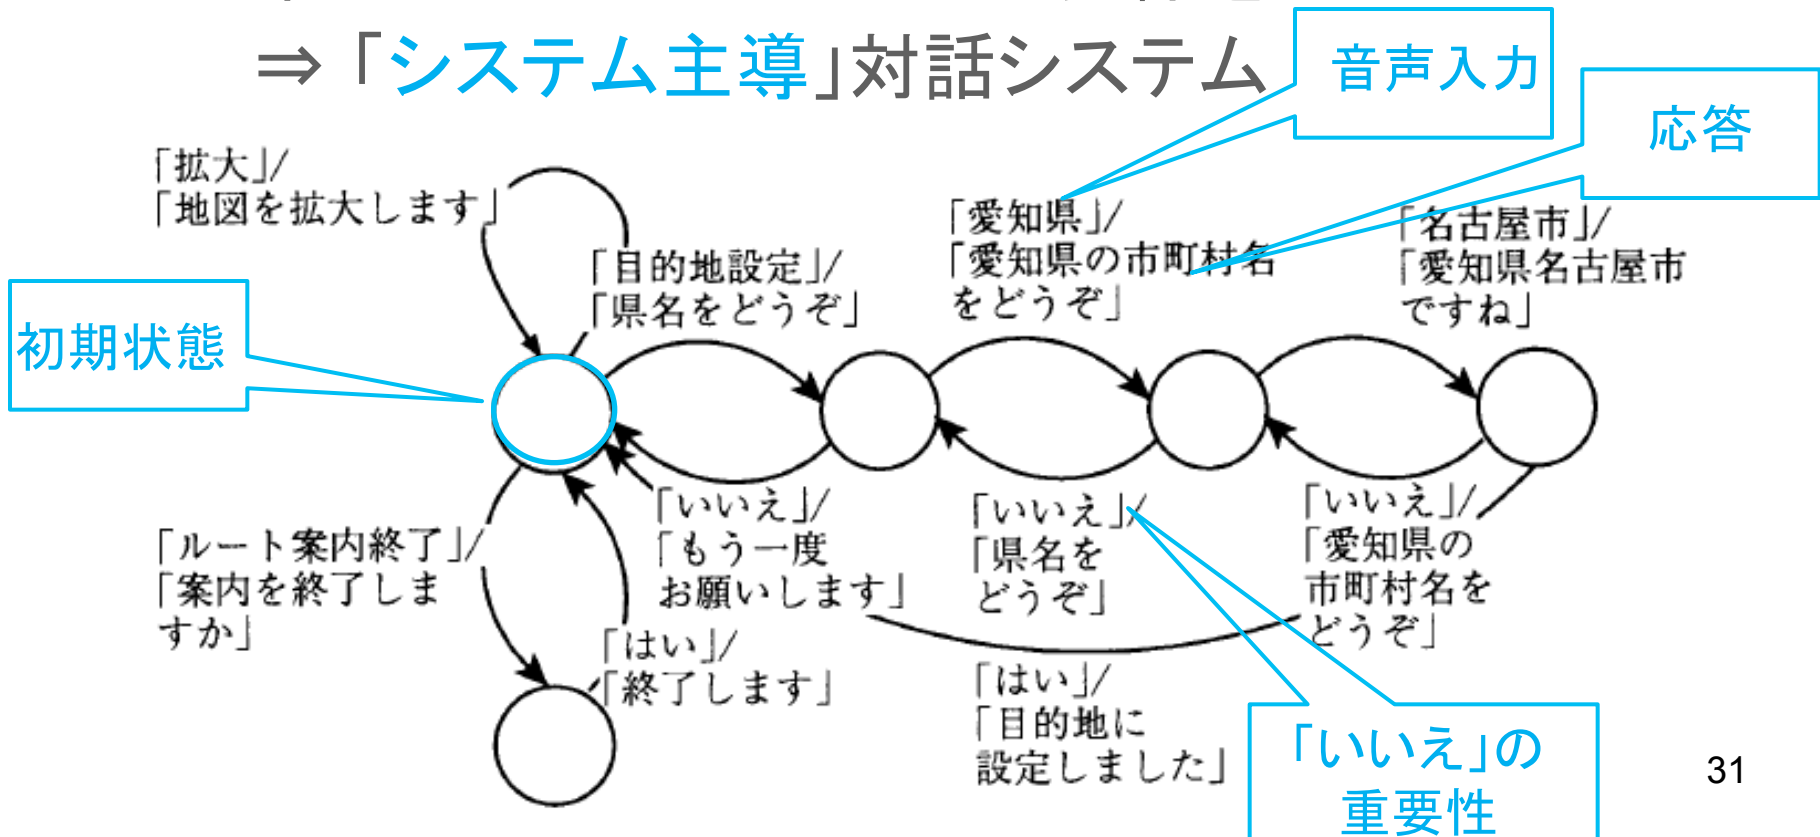 ⇒「システム主導」対話システム
音声入力
応答
「拡大」/
「地図を拡大します」
「目的地設定」/
「県名をどうぞ」
「愛知県」/
「愛知県の市町村名
をどうぞ」
「名古屋市」/
「愛知県名古屋市
ですね」
初期状態
「ルート案内終了」/
「案内を終了しま
すか」
「いいえ」/
「もう一度
お願いします」
「いいえ」/
「県名を
どうぞ」
「いいえ」/
「愛知県の
市町村名を
どうぞ」
「はい」/
「終了します」
「はい」/
「目的地に
設定しました」
「いいえ」の
重要性
31